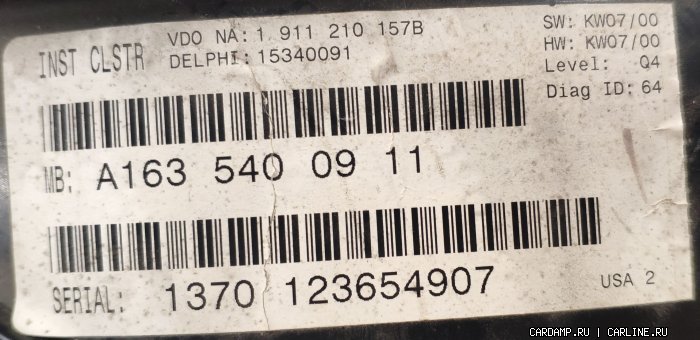 INST CLSTR
VDO NA: 1 911 210 157B
DELPHI: 15340091
SW: KW07/00
HW: KW07/00
Level: Q4
Diag ID: 64
MB: A163 540 09 11
SERIAL: 1370 123654907
USA 2
CARDAMP.RU | CARLINE.RU